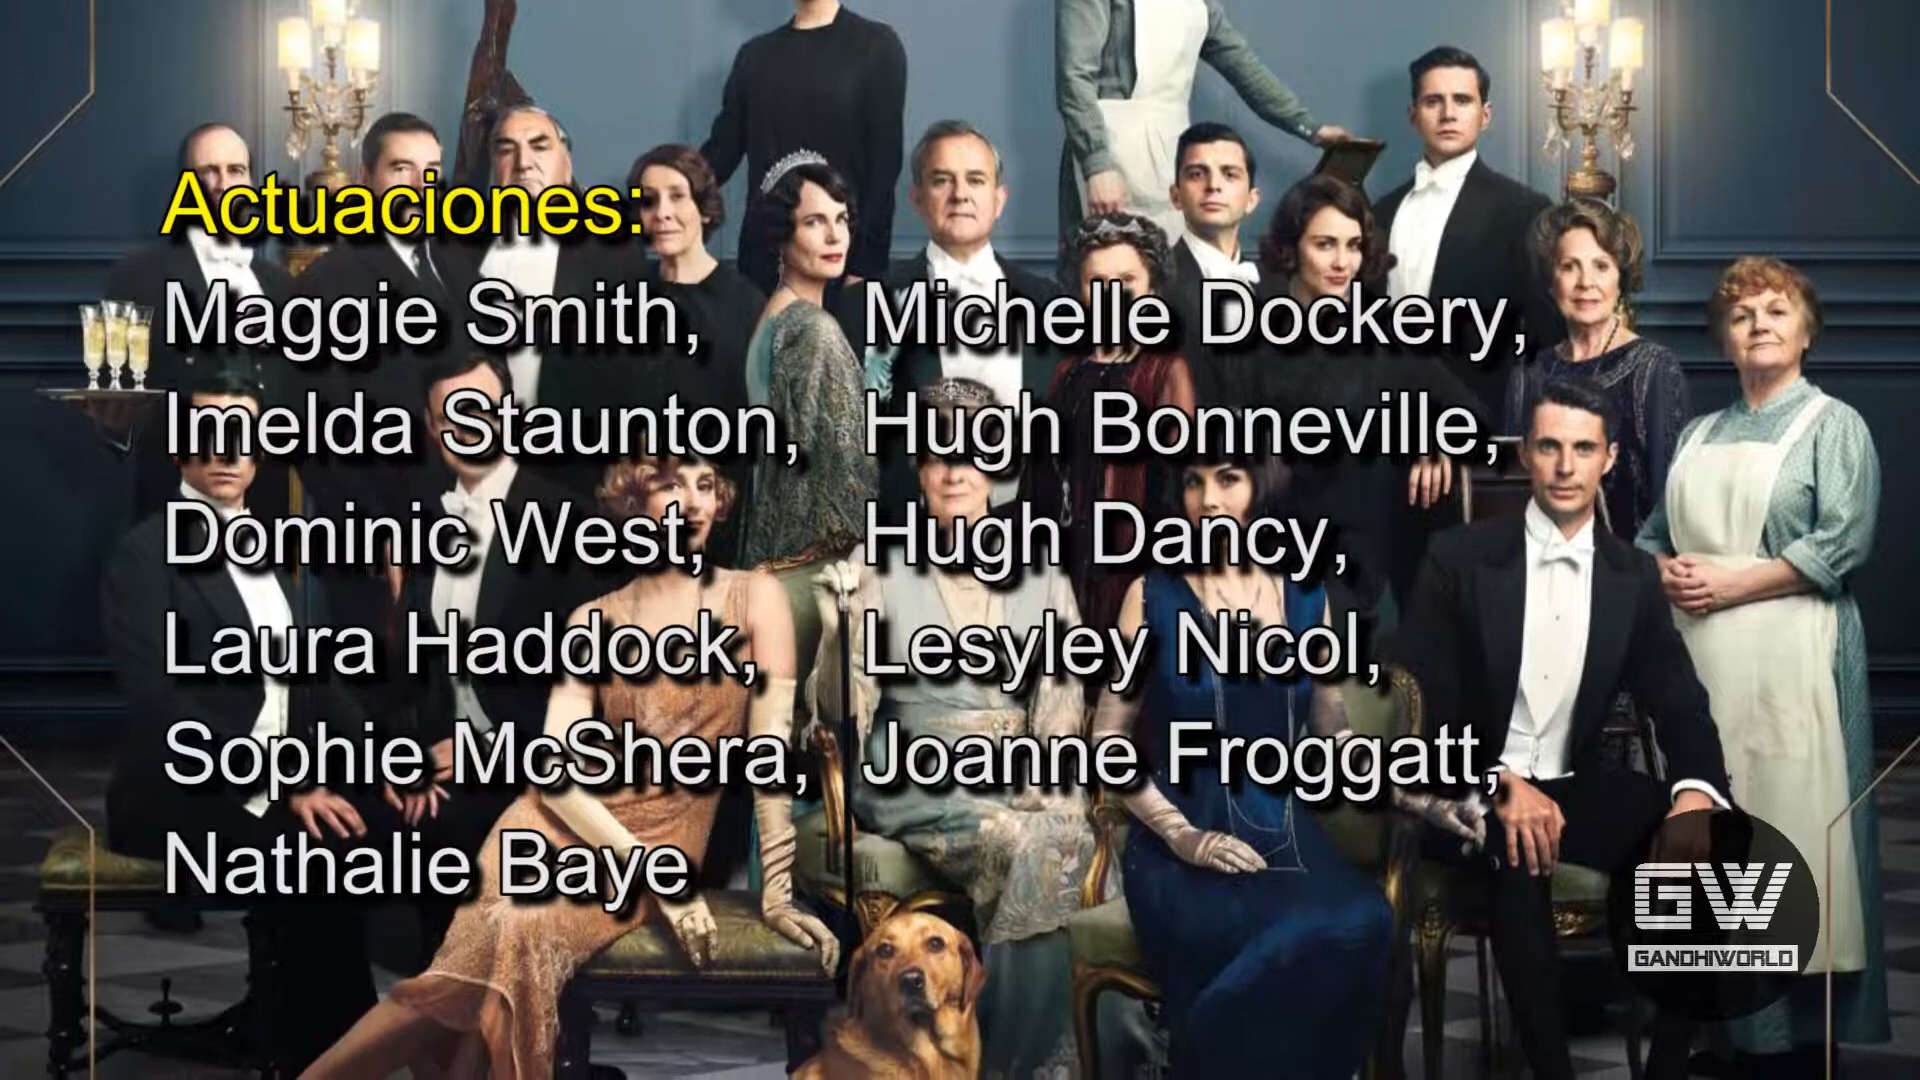 Actuaciones:
Maggie Smith, Michelle Dockery,
Imelda Staunton, Hugh Bonneville,
Dominic West, Hugh Dancy,
Laura Haddock, Lesyley Nicol,
Sophie McShera, Joanne Froggatt,
Nathalie Baye
GW
GANDHIWORLD